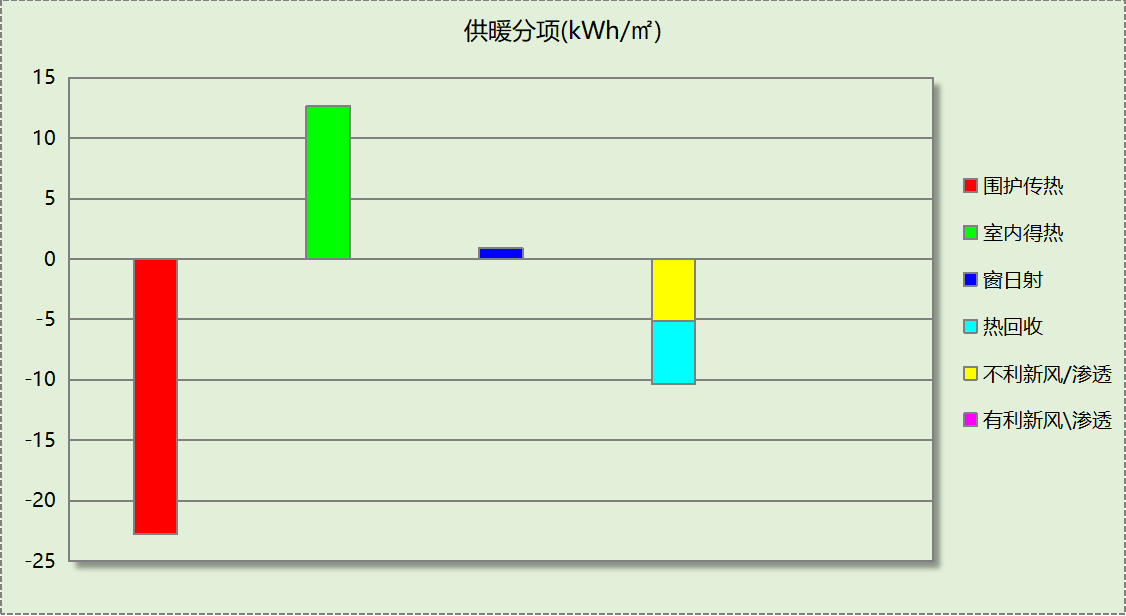 供暖分项(kWh/㎡)
15
10
5
0
-5
-10
-15
-20
-25
围护传热
室内得热
窗日射
热回收
不利新风/渗透
有利新风\渗透